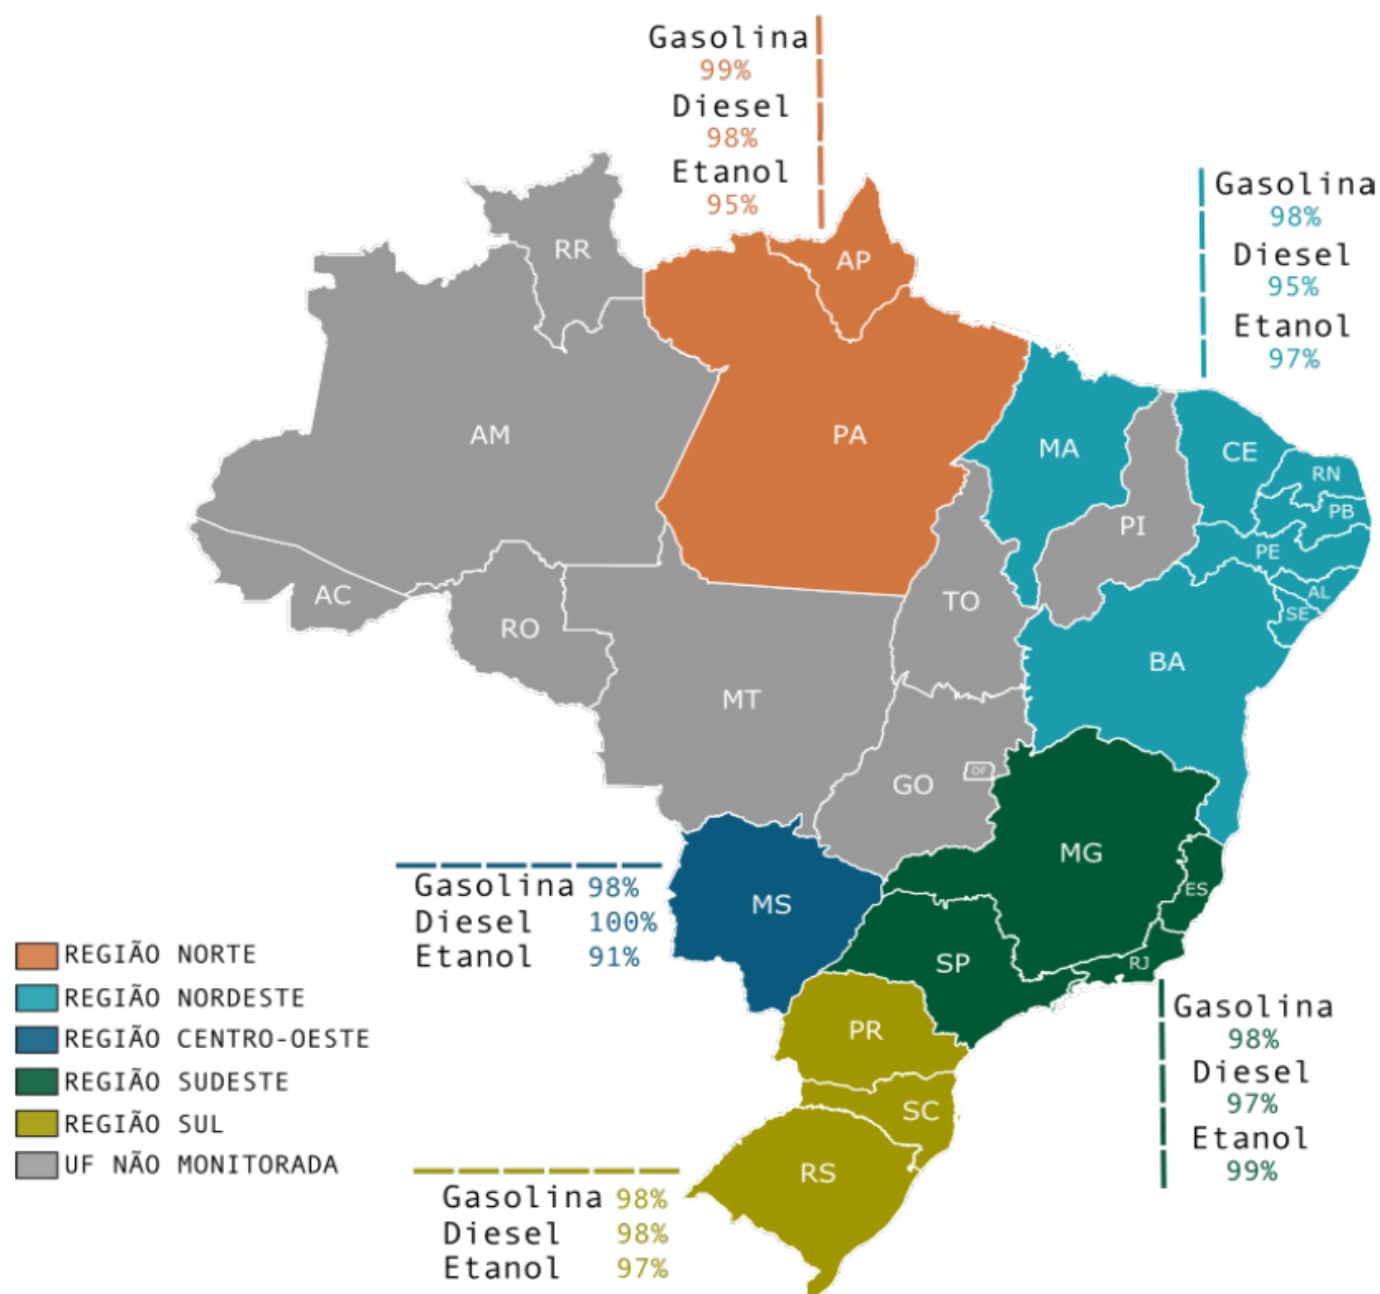 Gasolina
99%
Diesel
98%
Etanol
95%
Gasolina
98%
Diesel
95%
Etanol
97%
RR
AP
AM
PA
MA
CE
RN
PI
PB
PE
AC
TO
AL
RO
SE
BA
MT
GO
DF
MG
Gasolina 98%
Diesel 100%
Etanol 91%
MS
ES
SP
RJ
REGIÃO NORTE
REGIÃO NORDESTE
REGIÃO CENTRO-OESTE
REGIÃO SUDESTE
REGIÃO SUL
UF NÃO MONITORADA
Gasolina
98%
Diesel
97%
Etanol
99%
PR
SC
RS
Gasolina 98%
Diesel 98%
Etanol 97%